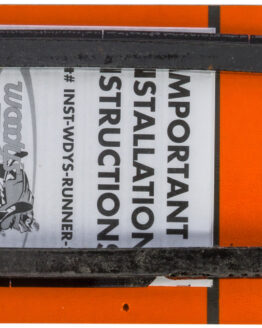 IMPORTANT
INSTALLATION
INSTRUCTIONS
# INST-WDYS-RUNNER-